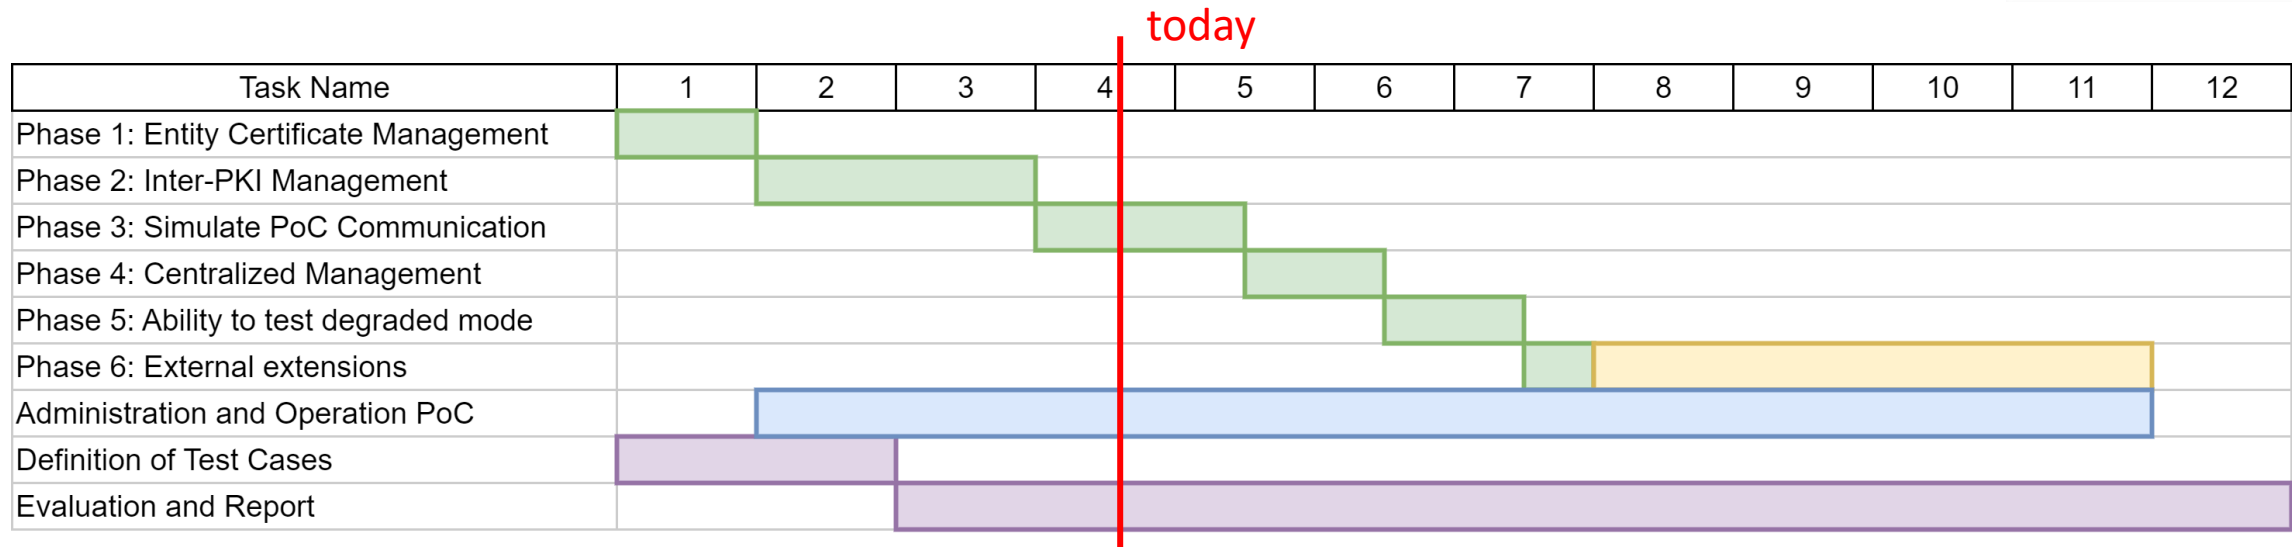 today
Task Name 1 2 3 4 5 6 7 8 9 10 11 12
Phase 1: Entity Certificate Management
Phase 2: Inter-PKI Management
Phase 3: Simulate PoC Communication
Phase 4: Centralized Management
Phase 5: Ability to test degraded mode
Phase 6: External extensions
Administration and Operation PoC
Definition of Test Cases
Evaluation and Report